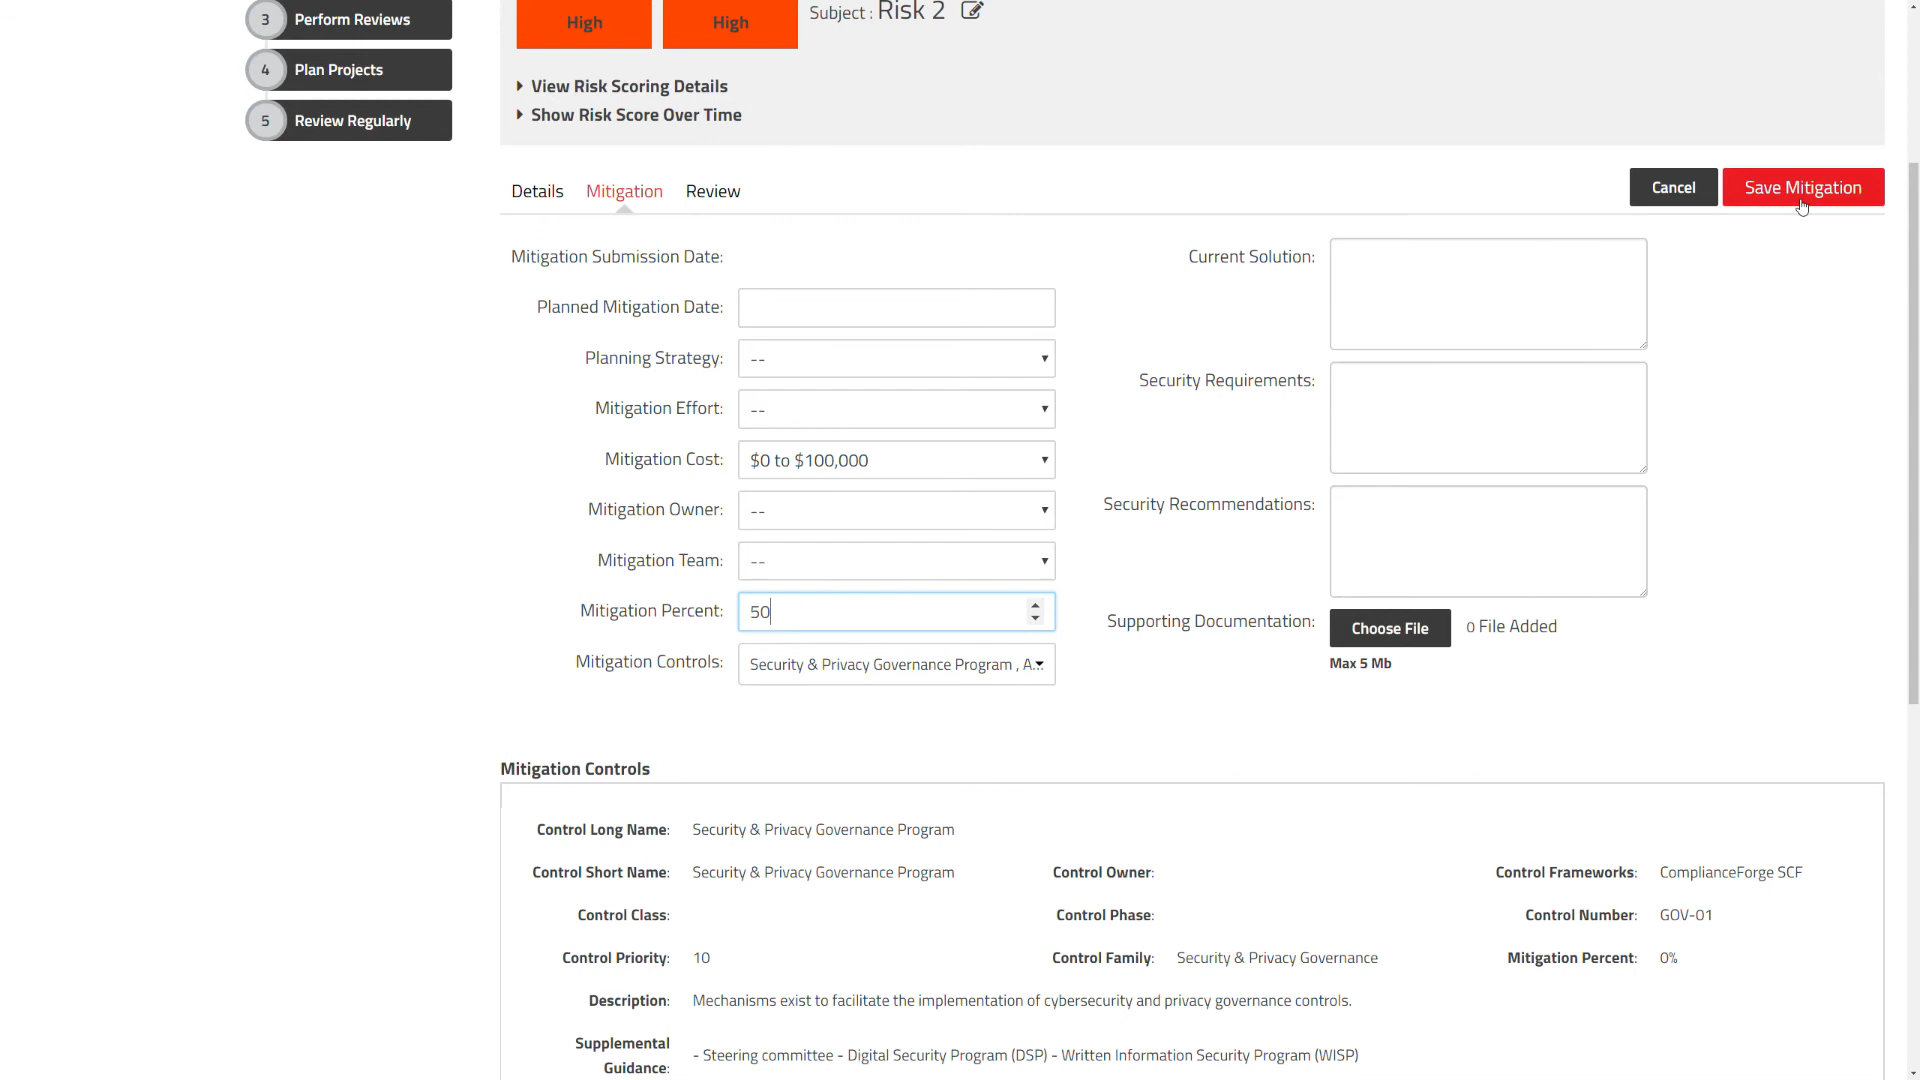 3 Perform Reviews
4 Plan Projects
5 Review Regularly
High
High
Subject : Risk 2
View Risk Scoring Details
Show Risk Score Over Time
Details Mitigation Review
Cancel Save Mitigation
Mitigation Submission Date:
Planned Mitigation Date:
Planning Strategy: --
Mitigation Effort: --
Mitigation Cost: $0 to $100,000
Mitigation Owner: --
Mitigation Team: --
Mitigation Percent: 50
Mitigation Controls: Security & Privacy Governance Program , A...
Current Solution:
Security Requirements:
Security Recommendations:
Supporting Documentation: Choose File 0 File Added
Max 5 Mb
Mitigation Controls
Control Long Name: Security & Privacy Governance Program
Control Short Name: Security & Privacy Governance Program Control Owner: Control Frameworks: ComplianceForge SCF
Control Class: Control Phase: Control Number: GOV-01
Control Priority: 10 Control Family: Security & Privacy Governance Mitigation Percent: 0%
Description: Mechanisms exist to facilitate the implementation of cybersecurity and privacy governance controls.
Supplemental Guidance: - Steering committee - Digital Security Program (DSP) - Written Information Security Program (WISP)